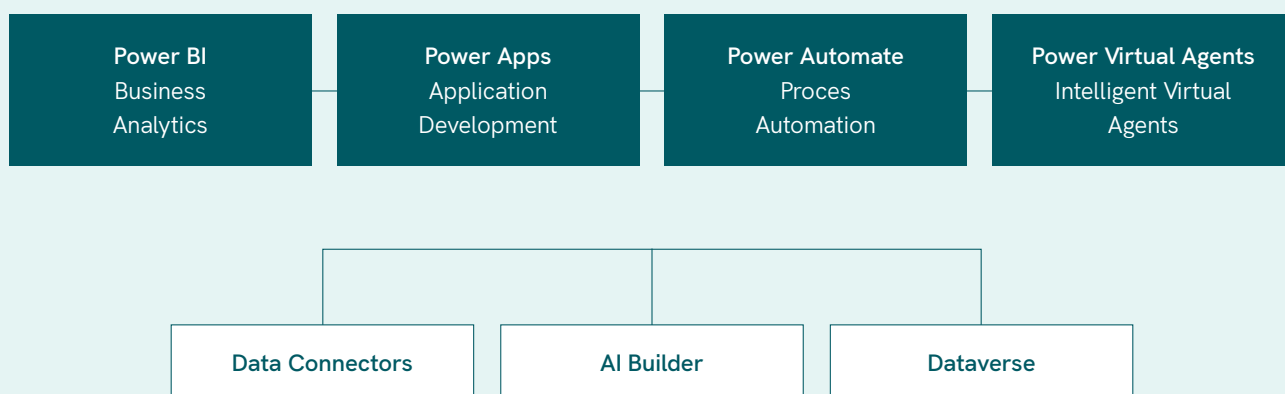 Power BI
Business
Analytics
Power Apps
Application
Development
Power Automate
Proces
Automation
Power Virtual Agents
Intelligent Virtual
Agents
Data Connectors
AI Builder
Dataverse